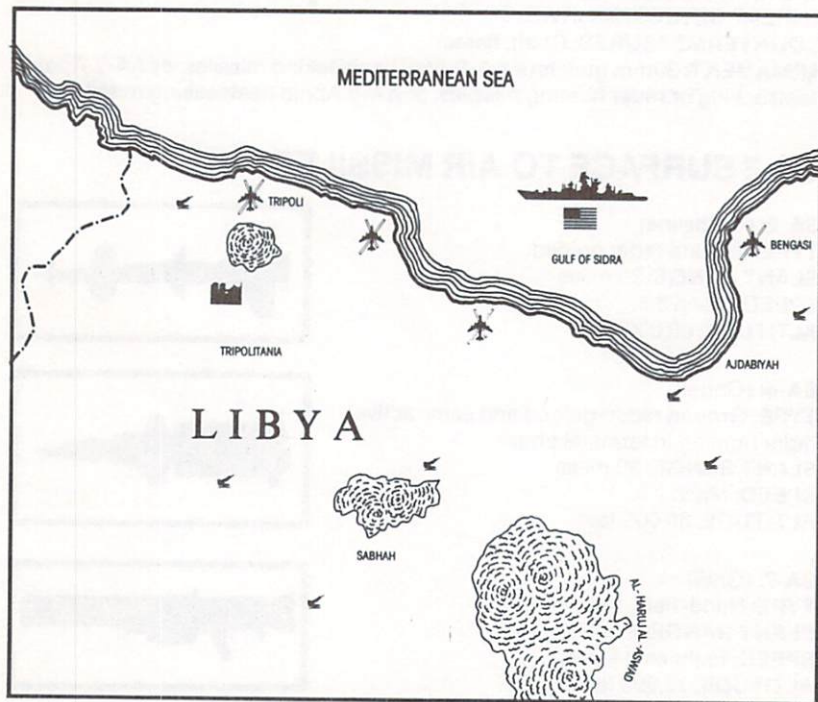 MEDITERRANEAN SEA
TRIPOLI
GULF OF SIDRA
BENGASI
TRIPOLITANIA
AJDABIYAH
LIBYA
SABHAH
AL- HARUJ AL -ASWAD